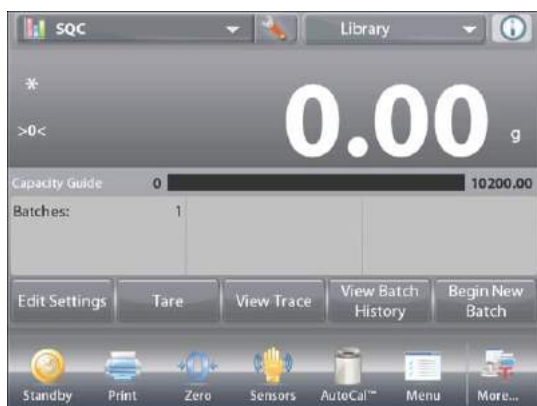 SQC
Library
*
>0<
0.00 g
Capacity Guide 0 10200.00
Batches: 1
Edit Settings
Tare
View Trace
View Batch
History
Begin New
Batch
Standby
Print
Zero
Sensors
AutoCal™
Menu
More...